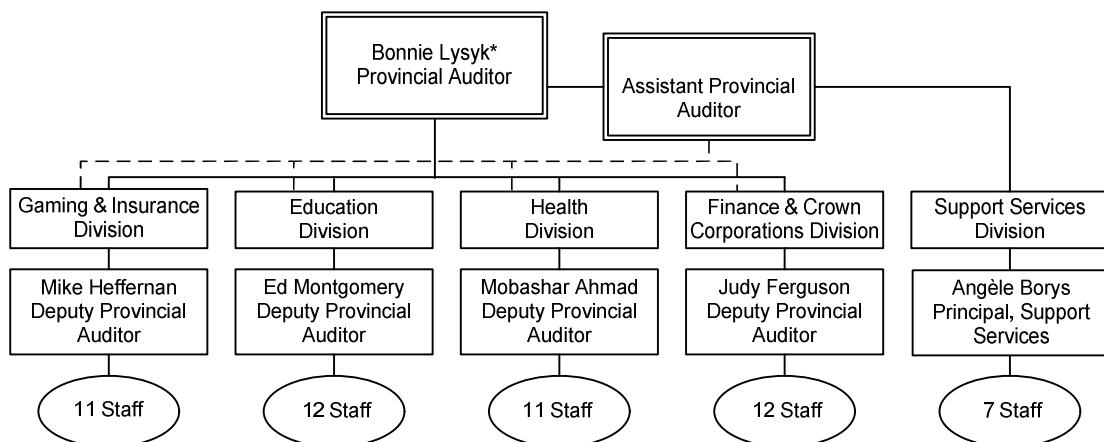 Bonnie Lysyk*
Provincial Auditor
Assistant Provincial
Auditor
Gaming & Insurance
Division
Education
Division
Health
Division
Finance & Crown
Corporations Division
Support Services
Division
Mike Heffernan
Deputy Provincial
Auditor
Ed Montgomery
Deputy Provincial
Auditor
Mobashar Ahmad
Deputy Provincial
Auditor
Judy Ferguson
Deputy Provincial
Auditor
Angèle Borys
Principal, Support
Services
11 Staff
12 Staff
11 Staff
12 Staff
7 Staff